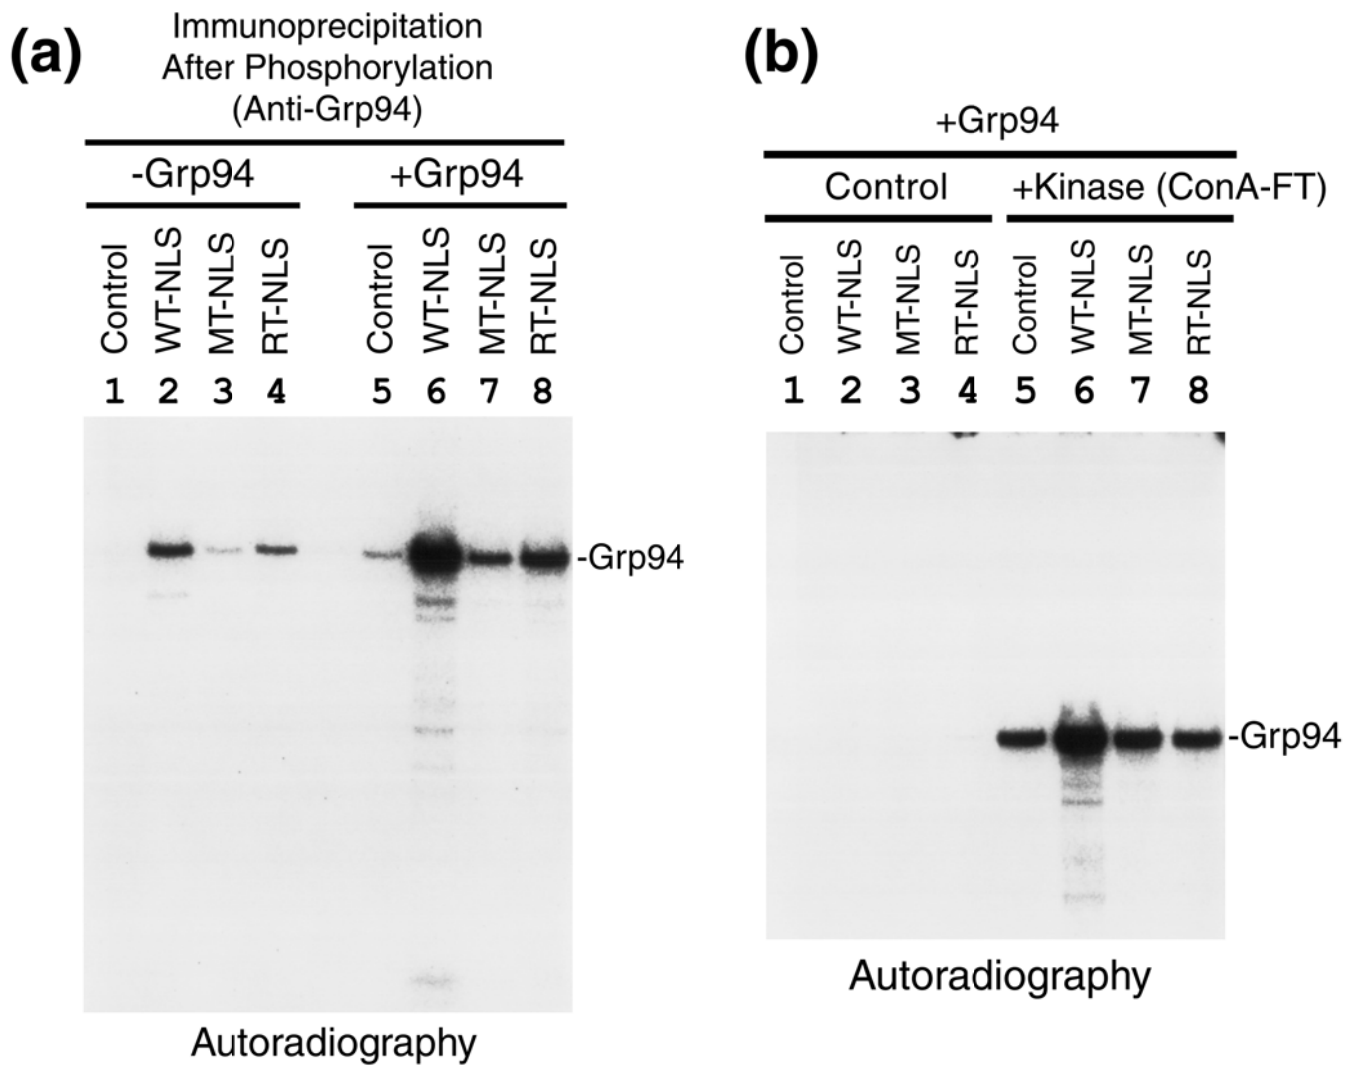 (a)
Immunoprecipitation
After Phosphorylation
(Anti-Grp94)
-Grp94 +Grp94
Control WT-NLS MT-NLS RT-NLS Control WT-NLS MT-NLS RT-NLS
1 2 3 4 5 6 7 8
-Grp94
Autoradiography
(b)
+Grp94
Control +Kinase (ConA-FT)
Control WT-NLS MT-NLS RT-NLS Control WT-NLS MT-NLS RT-NLS
1 2 3 4 5 6 7 8
-Grp94
Autoradiography